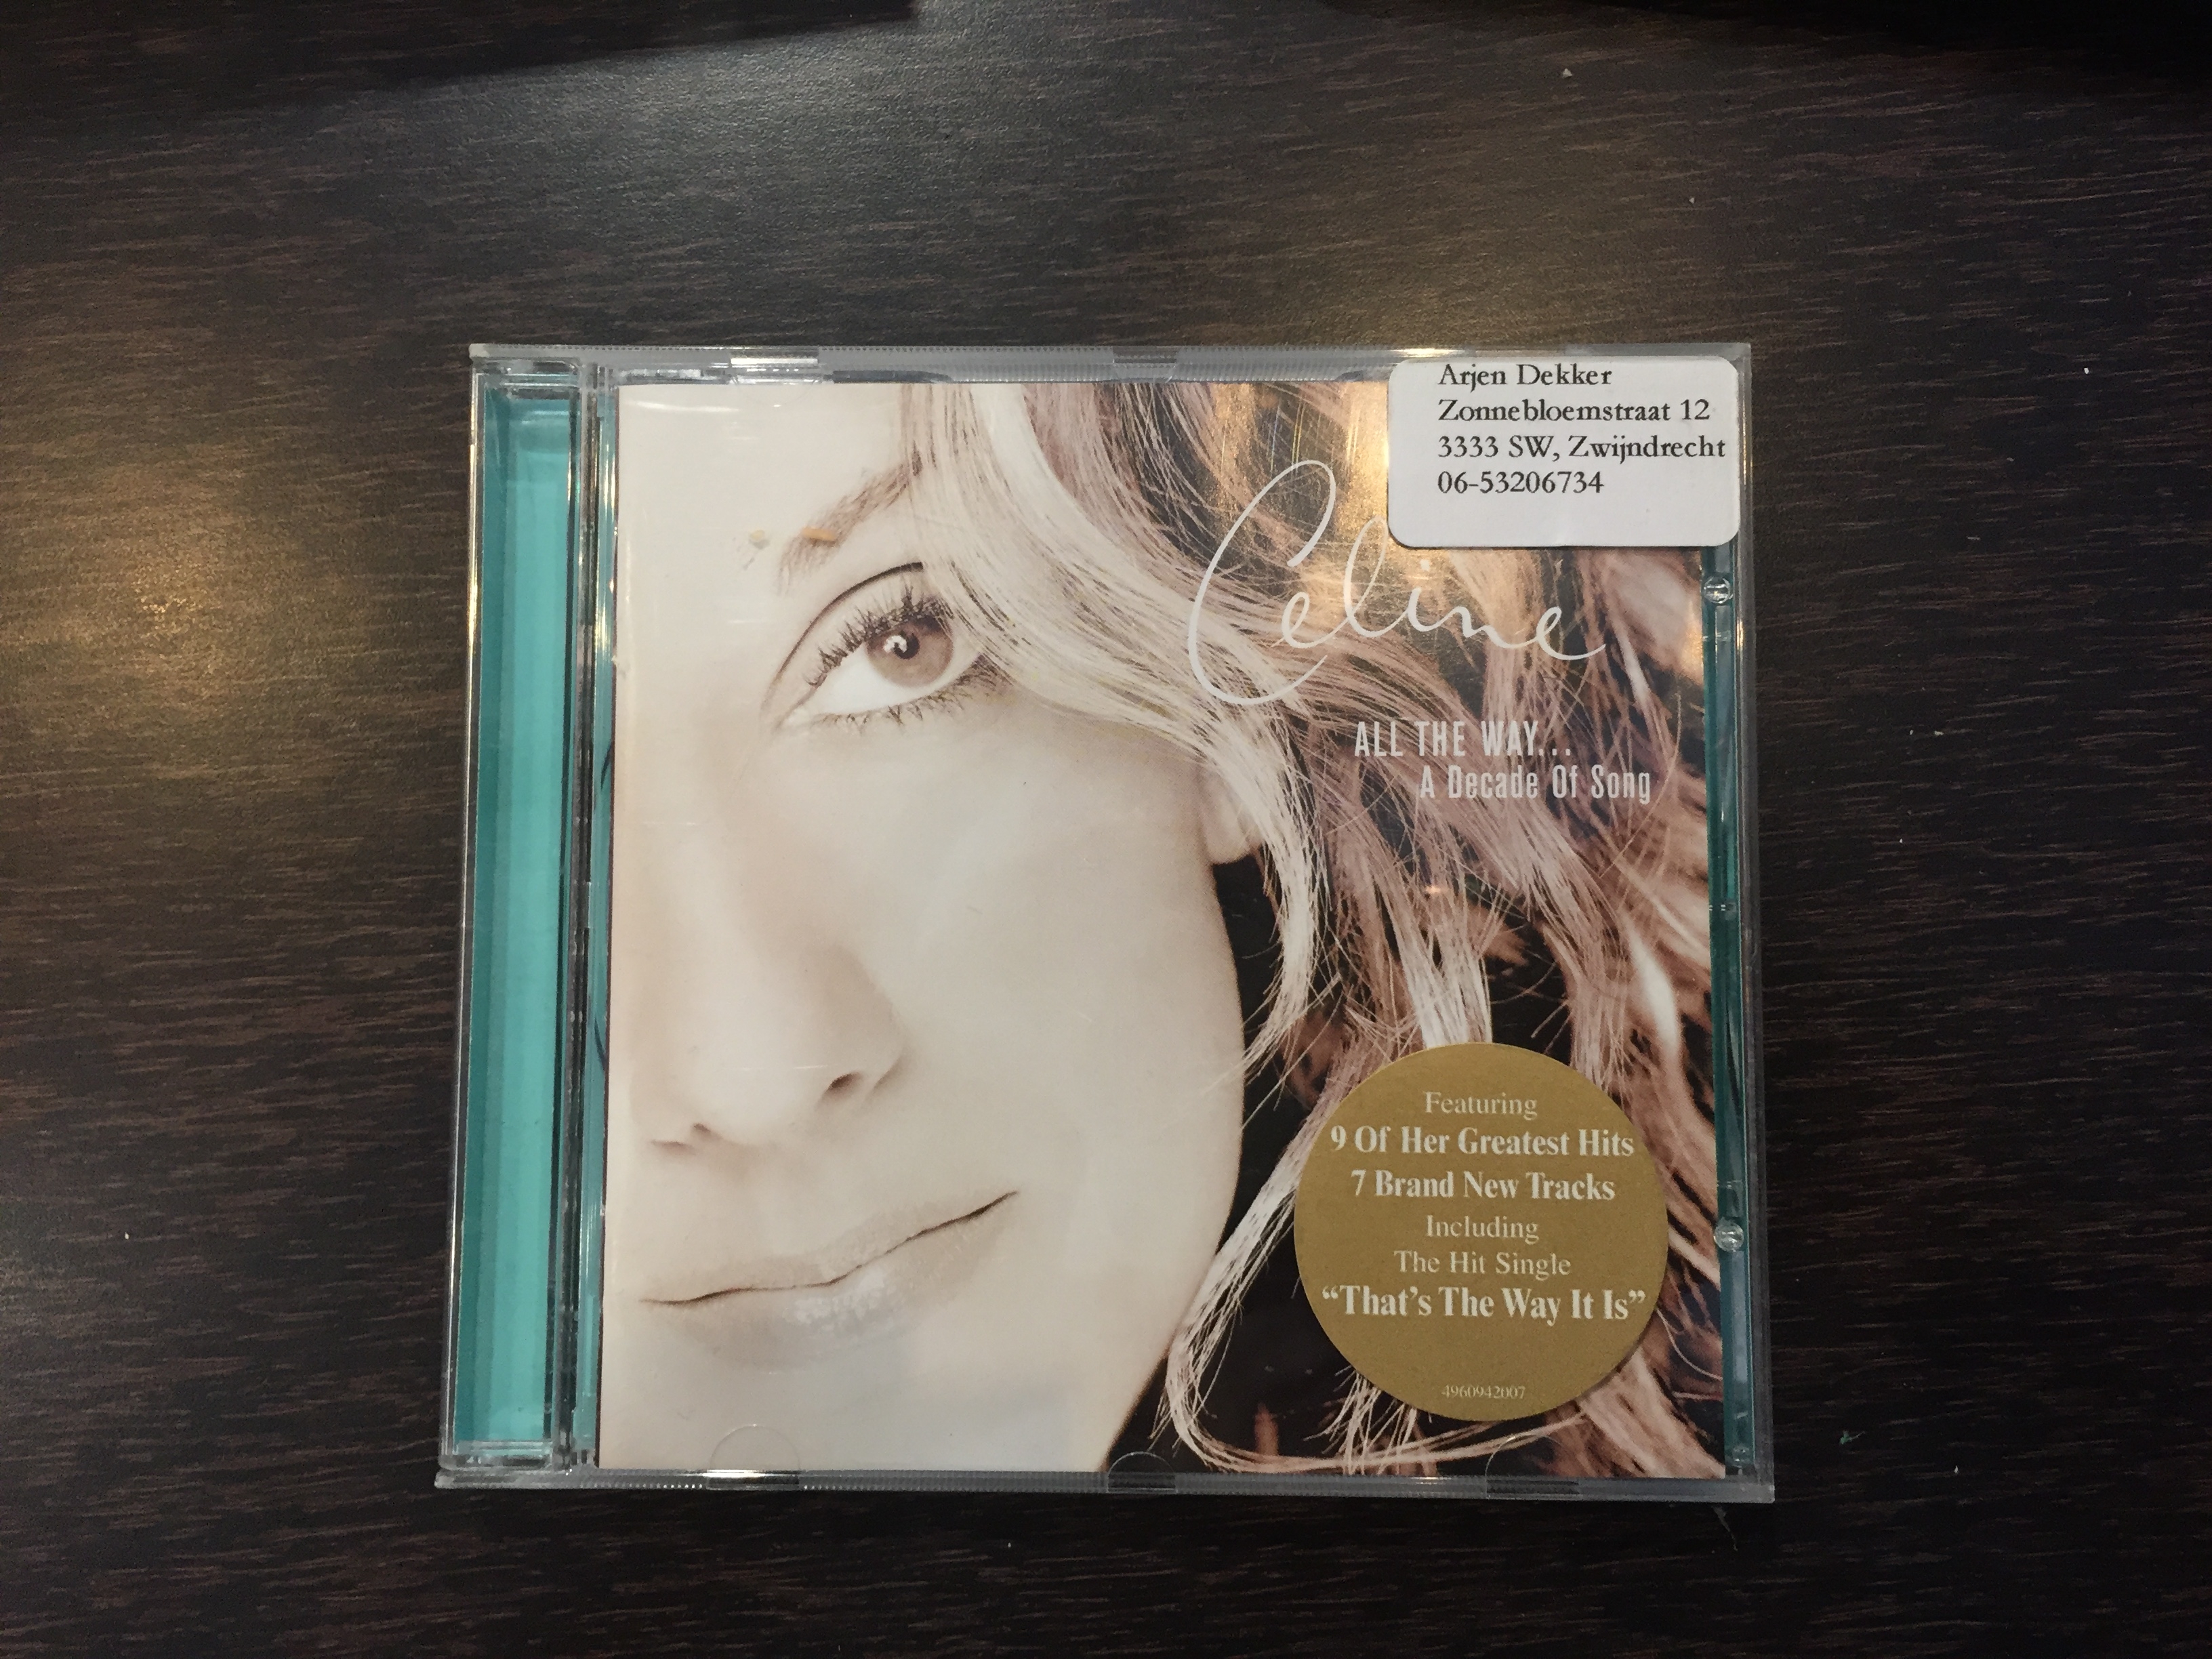 Arjen Dekker
Zonnebloemstraat 12
3333 SW, Zwijndrecht
06-53206734
Celine
ALL THE WAY...
A Decade Of Song
Featuring
9 Of Her Greatest Hits
7 Brand New Tracks
Including
The Hit Single
“That’s The Way It Is”
4960942007